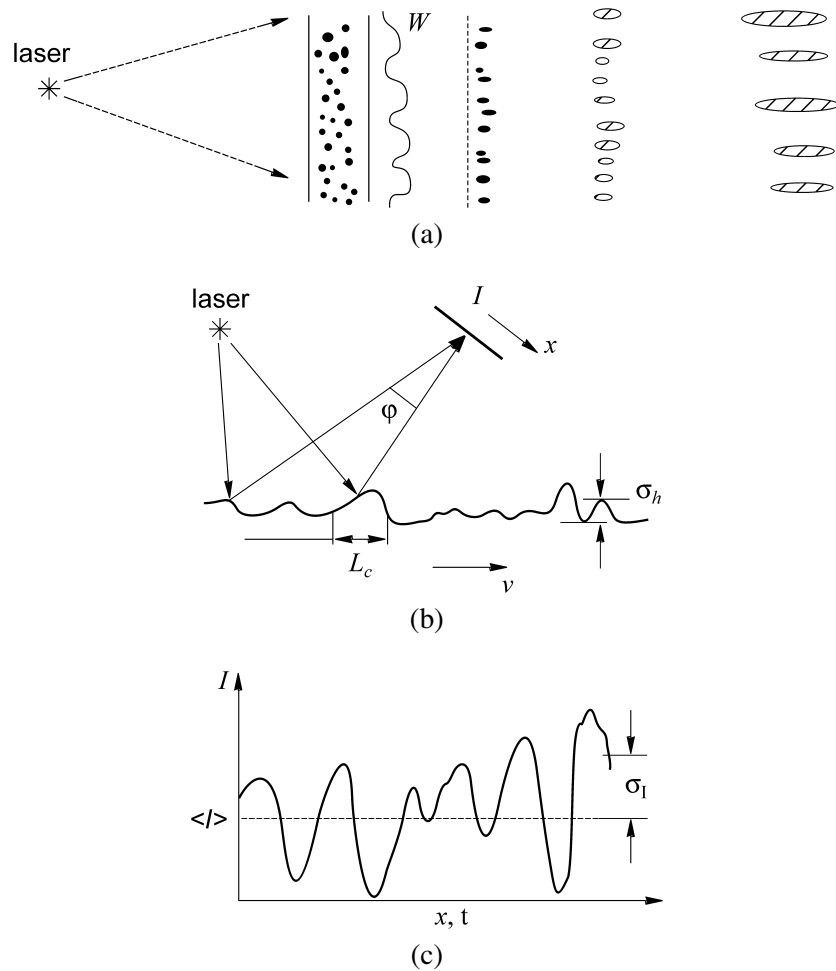 W
laser
(a)
laser
I
x
φ
σh
Lc
v
(b)
I
σI
</>
x, t
(c)